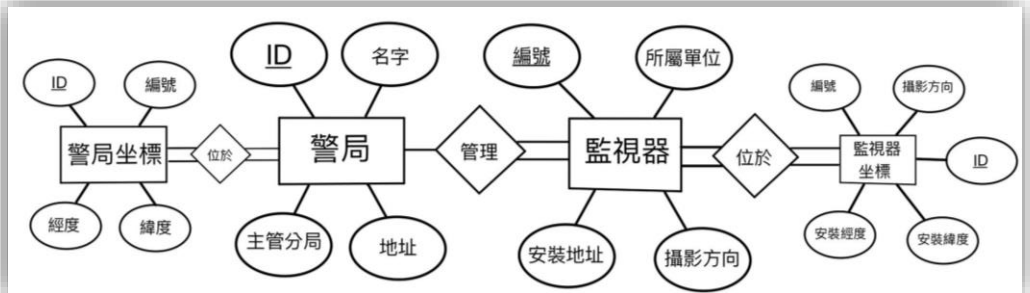 ID
編號
警局坐標
經度
緯度
位於
ID
名字
警局
主管分局
地址
管理
編號
所屬單位
監視器
安裝地址
攝影方向
位於
編號
攝影方向
監視器
坐標
ID
安裝經度
安裝緯度